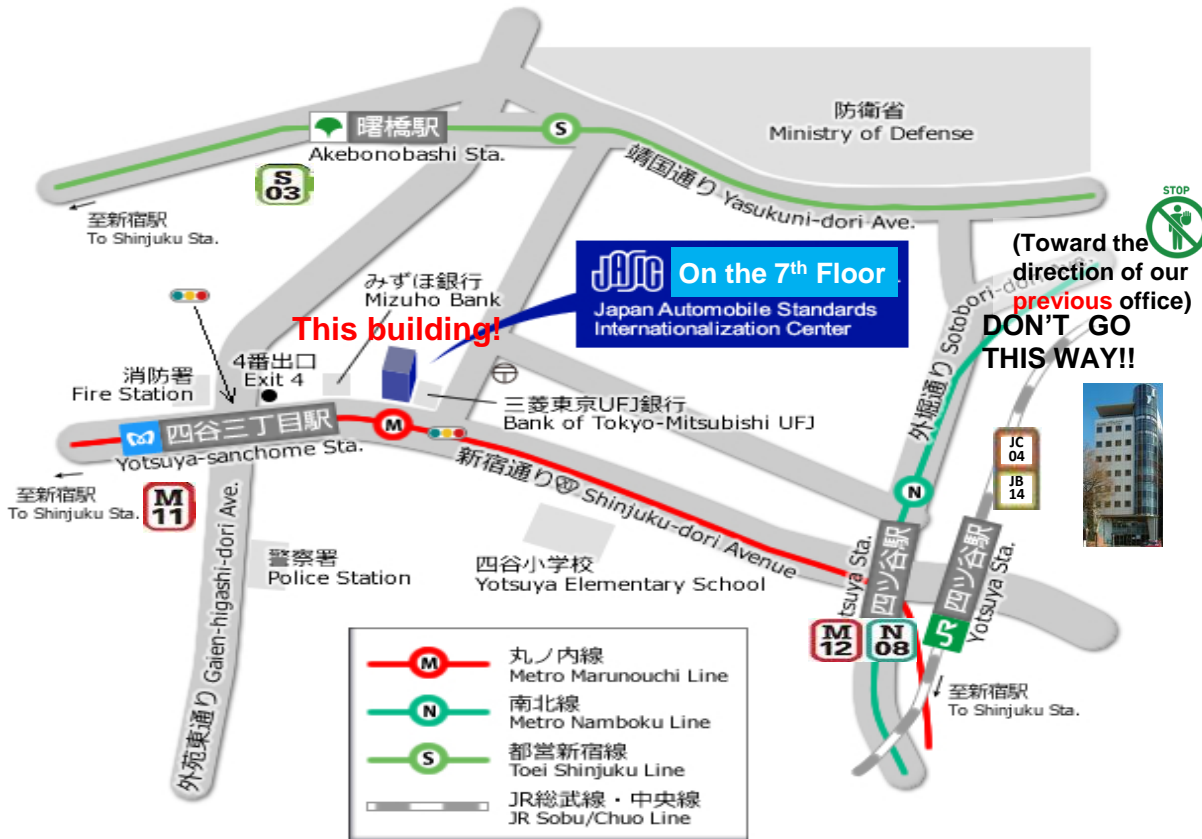 防衛省
Ministry of Defense
曙橋駅
S
Akebonobashi Sta.
S
03
靖国通り Yasukuni-dori Ave.
至新宿駅
To Shinjuku Sta.
STOP
(Toward the
direction of our
previous office)
DON'T GO
THIS WAY!!
みずほ銀行
Mizuho Bank
JASIC
On the 7th Floor
Japan Automobile Standards
Internationalization Center
This building!
4番出口
Exit 4
消防署
Fire Station
〒
三菱東京UFJ銀行
Bank of Tokyo-Mitsubishi UFJ
外堀通り Sotobori-dori Ave.
四谷三丁目駅
M
Yotsuya-sanchome Sta.
至新宿駅
To Shinjuku Sta.
M
11
新宿通り 20 Shinjuku-dori Avenue
JC
04
JB
14
N
外苑東通り Gaien-higashi-dori Ave.
警察署
Police Station
四谷小学校
Yotsuya Elementary School
四ツ谷駅
tsuya Sta.
四ツ谷駅
Yotsuya Sta.
JR
M
12
N
08
至新宿駅
To Shinjuku Sta.
M
丸ノ内線
Metro Marunouchi Line
N
南北線
Metro Namboku Line
S
都営新宿線
Toei Shinjuku Line
JR総武線・中央線
JR Sobu/Chuo Line